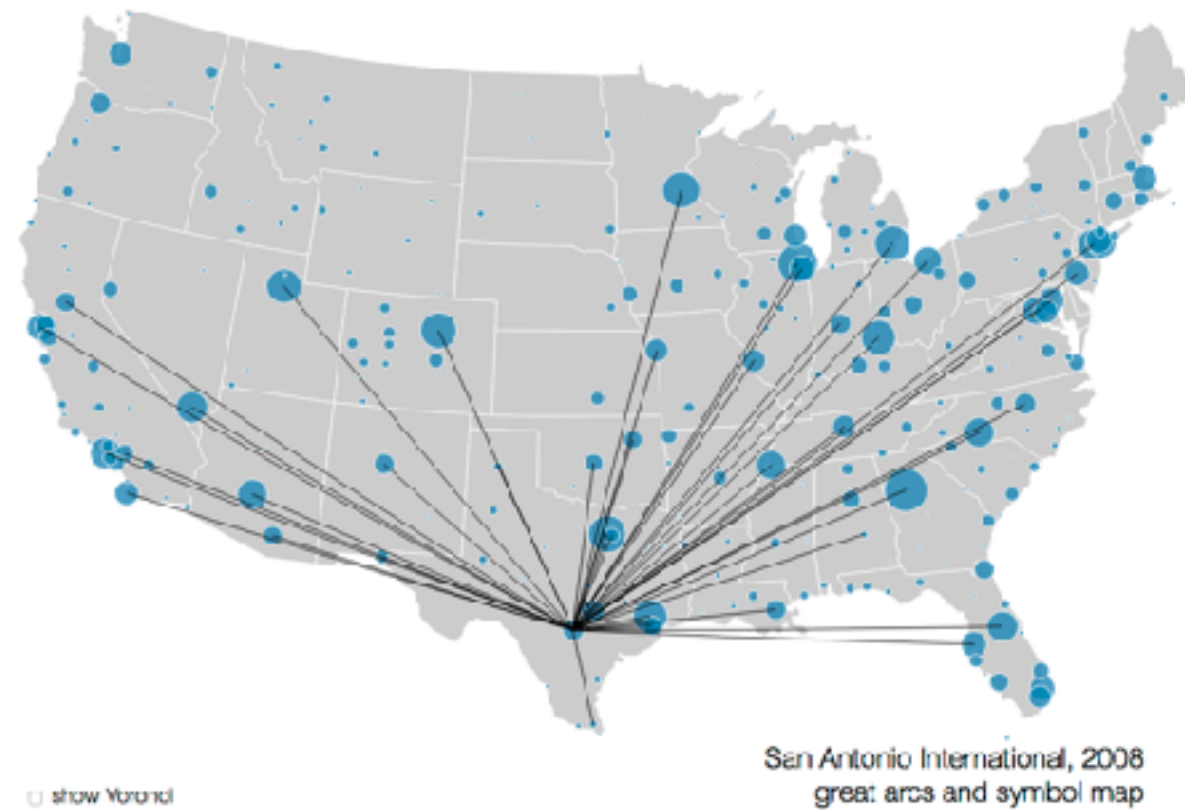 San Antonio International, 2008
great arcs and symbol map
show Voronoi